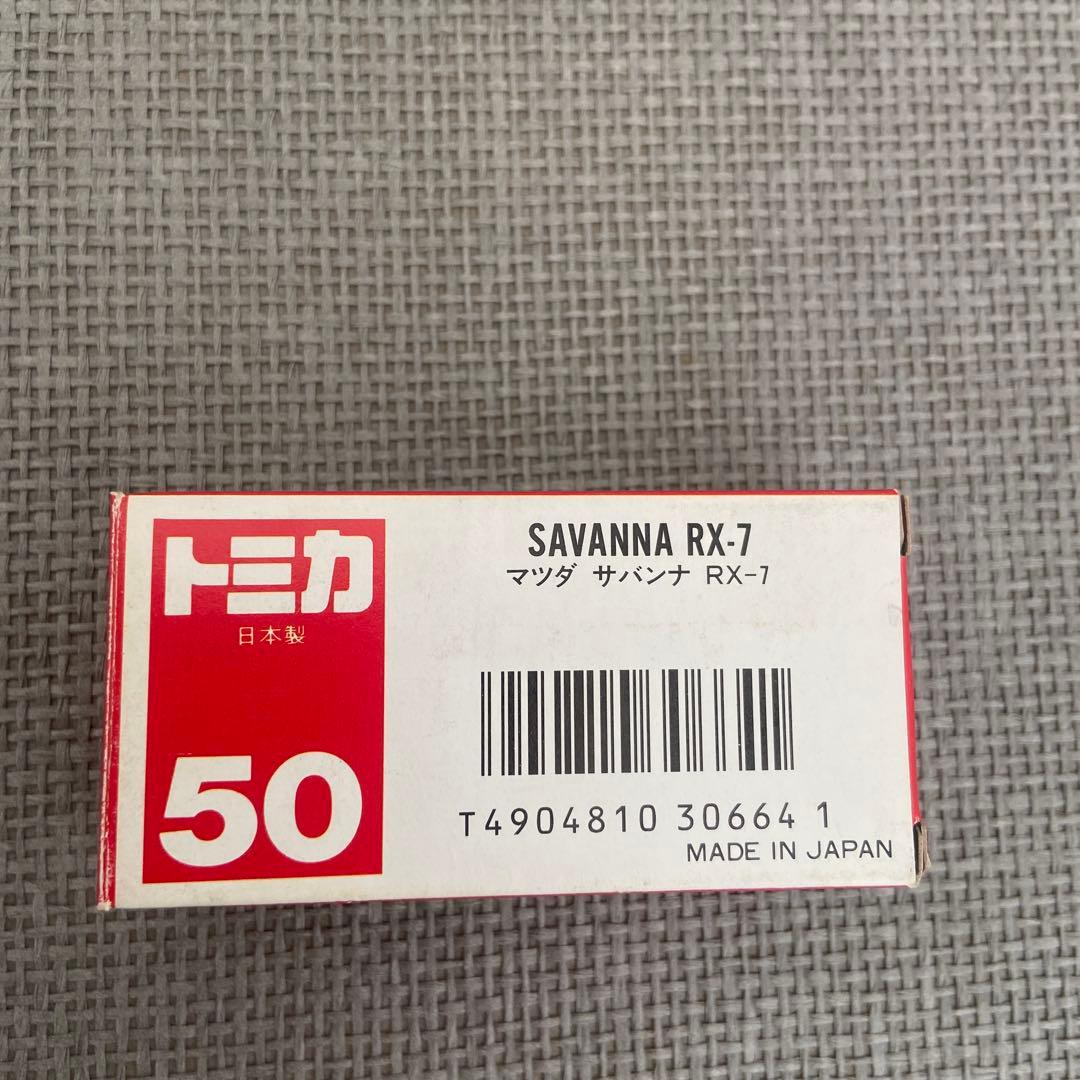 トミカ
日本製
50
SAVANNA RX-7
マツダ サバンナ RX-7
T4904810 30664 1
MADE IN JAPAN